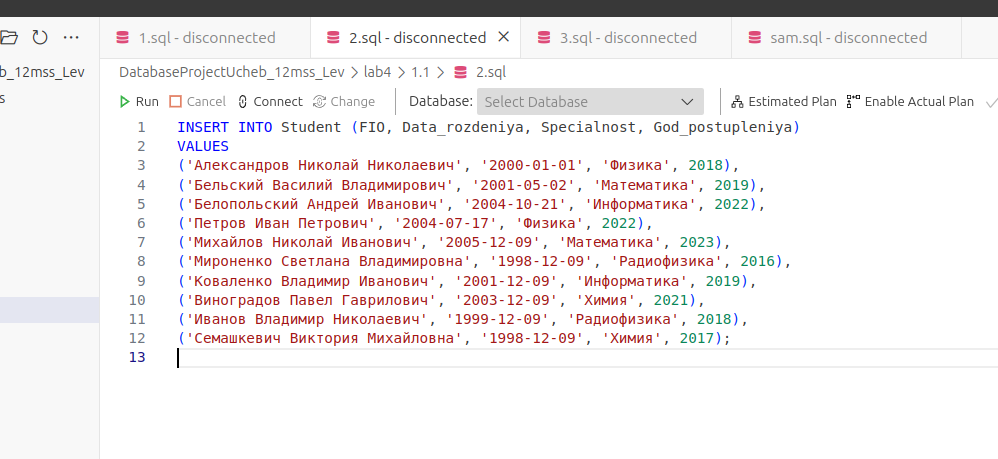 1.sql - disconnected
2.sql - disconnected
3.sql - disconnected
sam.sql - disconnected
b_12mss_Lev
DatabaseProjectUcheb_12mss_Lev > lab4 > 1.1 > 2.sql
s
Run Cancel Connect Change Database: Select Database Estimated Plan Enable Actual Plan
1 INSERT INTO Student (FIO, Data_rozdeniya, Specialnost, God_postupleniya)
2 VALUES
3 ('Александров Николай Николаевич', '2000-01-01', 'Физика', 2018),
4 ('Бельский Василий Владимирович', '2001-05-02', 'Математика', 2019),
5 ('Белопольский Андрей Иванович', '2004-10-21', 'Информатика', 2022),
6 ('Петров Иван Петрович', '2004-07-17', 'Физика', 2022),
7 ('Михайлов Николай Иванович', '2005-12-09', 'Математика', 2023),
8 ('Мироненко Светлана Владимировна', '1998-12-09', 'Радиофизика', 2016),
9 ('Коваленко Владимир Иванович', '2001-12-09', 'Информатика', 2019),
10 ('Виноградов Павел Гаврилович', '2003-12-09', 'Химия', 2021),
11 ('Иванов Владимир Николаевич', '1999-12-09', 'Радиофизика', 2018),
12 ('Семашкевич Виктория Михайловна', '1998-12-09', 'Химия', 2017);
13